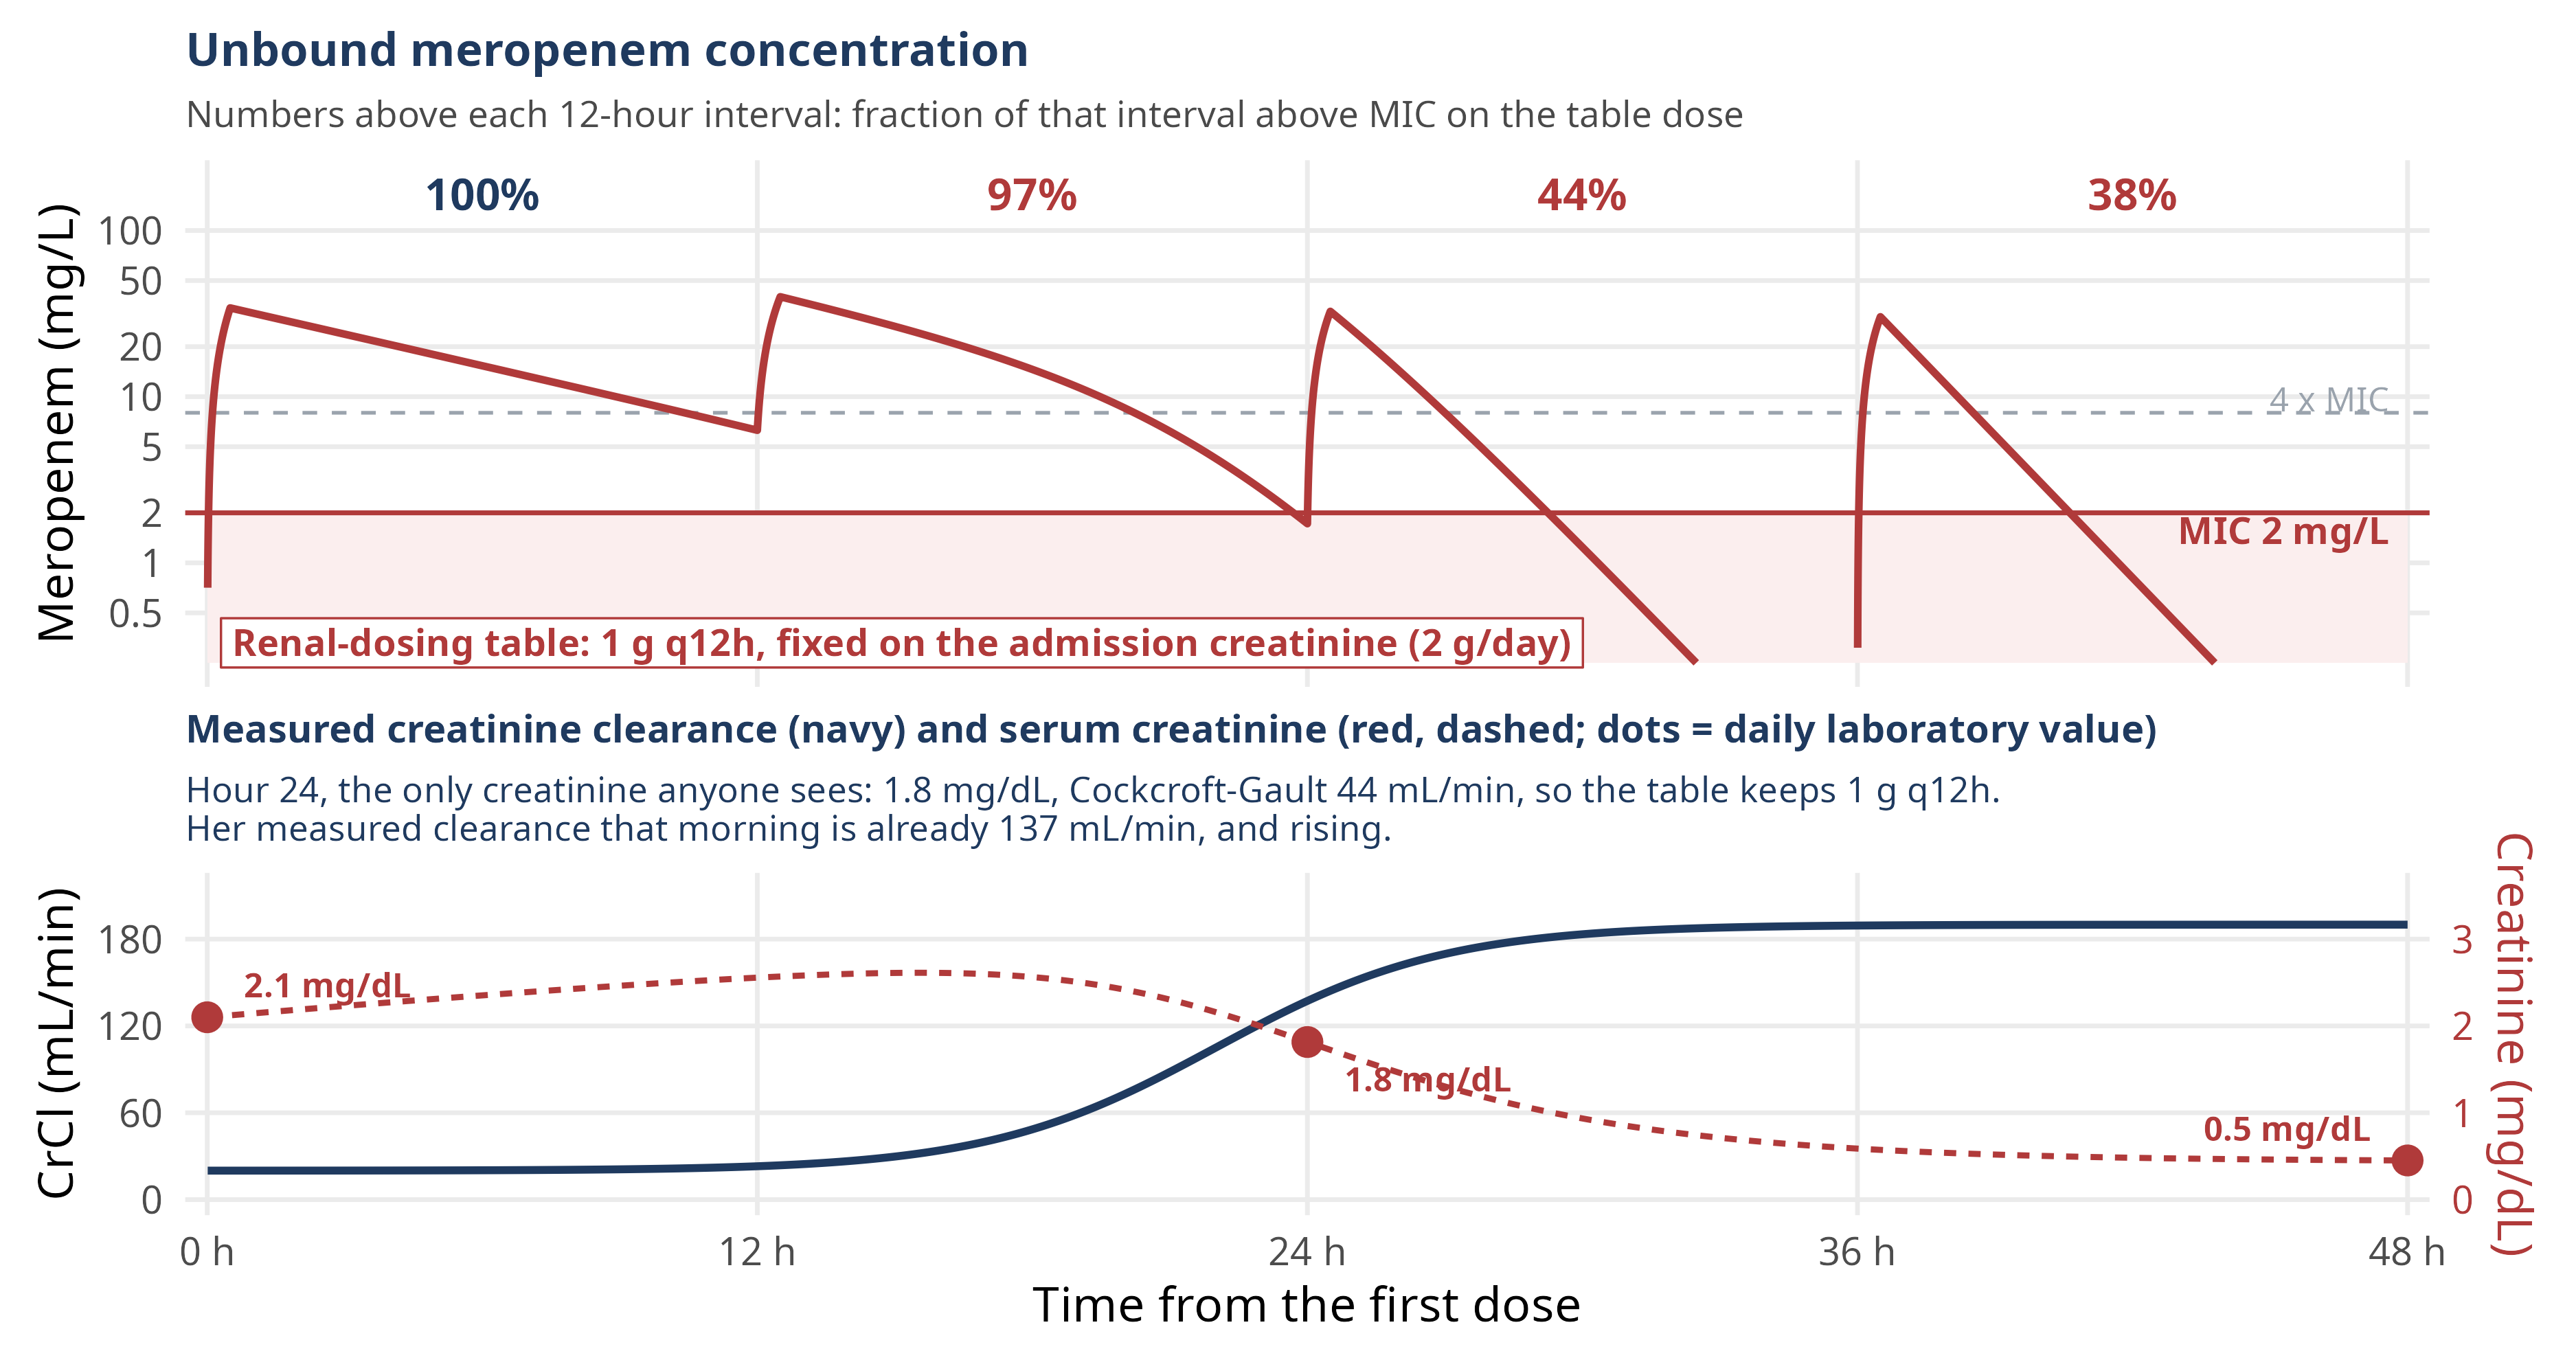 Unbound meropenem concentration
Numbers above each 12-hour interval: fraction of that interval above MIC on the table dose
100%
97%
44%
38%
Meropenem (mg/L)
100
50
20
10
5
2
1
0.5
4 x MIC
MIC 2 mg/L
Renal-dosing table: 1 g q12h, fixed on the admission creatinine (2 g/day)
Measured creatinine clearance (navy) and serum creatinine (red, dashed; dots = daily laboratory value)
Hour 24, the only creatinine anyone sees: 1.8 mg/dL, Cockcroft-Gault 44 mL/min, so the table keeps 1 g q12h.
Her measured clearance that morning is already 137 mL/min, and rising.
CrCl (mL/min)
180
120
60
0
2.1 mg/dL
1.8 mg/dL
0.5 mg/dL
3
2
1
0
Creatinine (mg/dL)
0 h
12 h
24 h
36 h
48 h
Time from the first dose